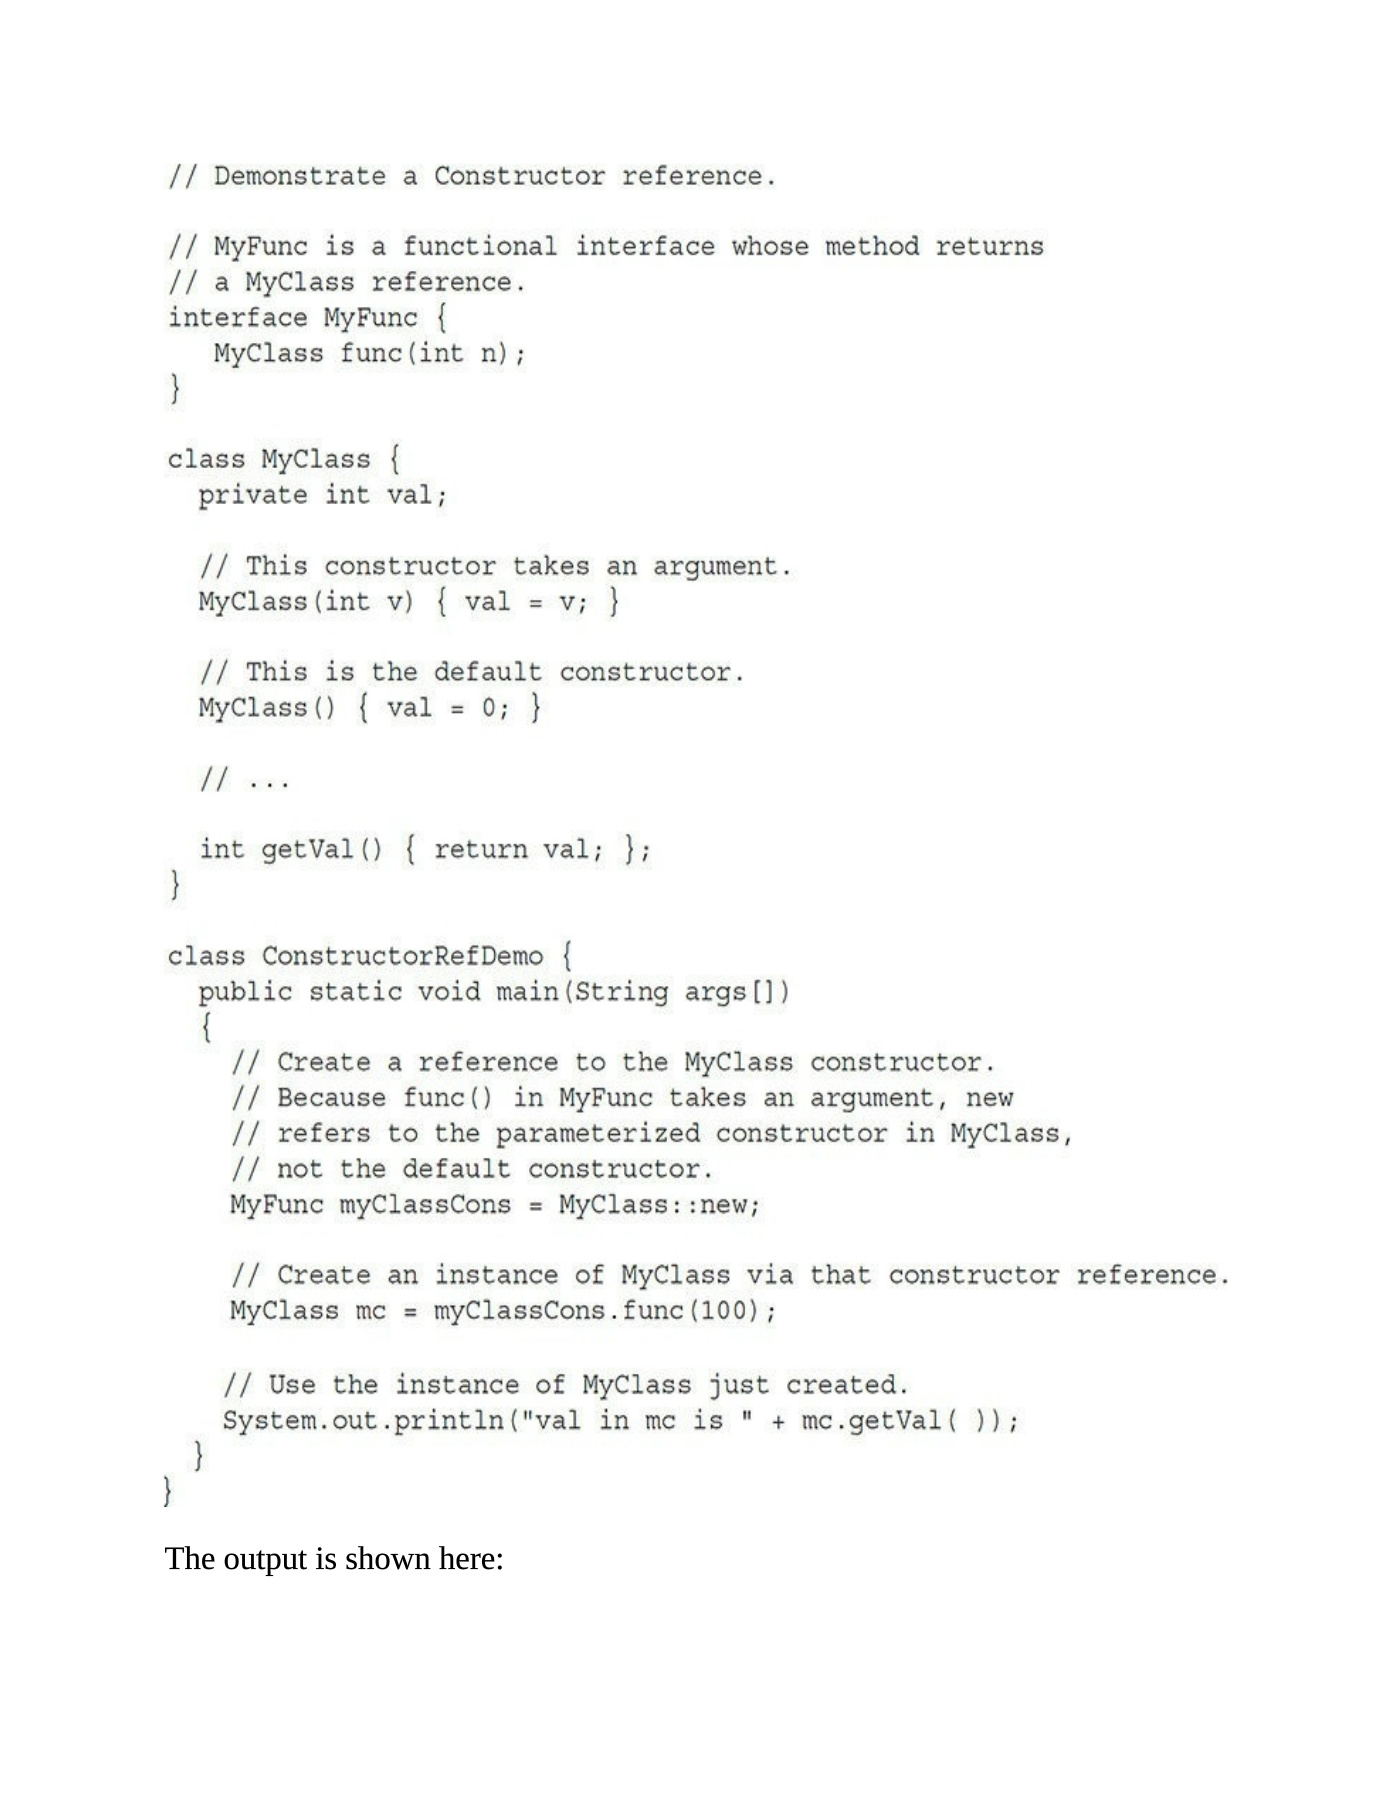 // Demonstrate a Constructor reference.

// MyFunc is a functional interface whose method returns
// a MyClass reference.
interface MyFunc {
   MyClass func(int n);
}

class MyClass {
  private int val;

  // This constructor takes an argument.
  MyClass(int v) { val = v; }

  // This is the default constructor.
  MyClass() { val = 0; }

  // ...

  int getVal() { return val; };
}

class ConstructorRefDemo {
  public static void main(String args[])
  {
    // Create a reference to the MyClass constructor.
    // Because func() in MyFunc takes an argument, new
    // refers to the parameterized constructor in MyClass,
    // not the default constructor.
    MyFunc myClassCons = MyClass::new;

    // Create an instance of MyClass via that constructor reference.
    MyClass mc = myClassCons.func(100);

    // Use the instance of MyClass just created.
    System.out.println("val in mc is " + mc.getVal( ));
  }
}
The output is shown here: